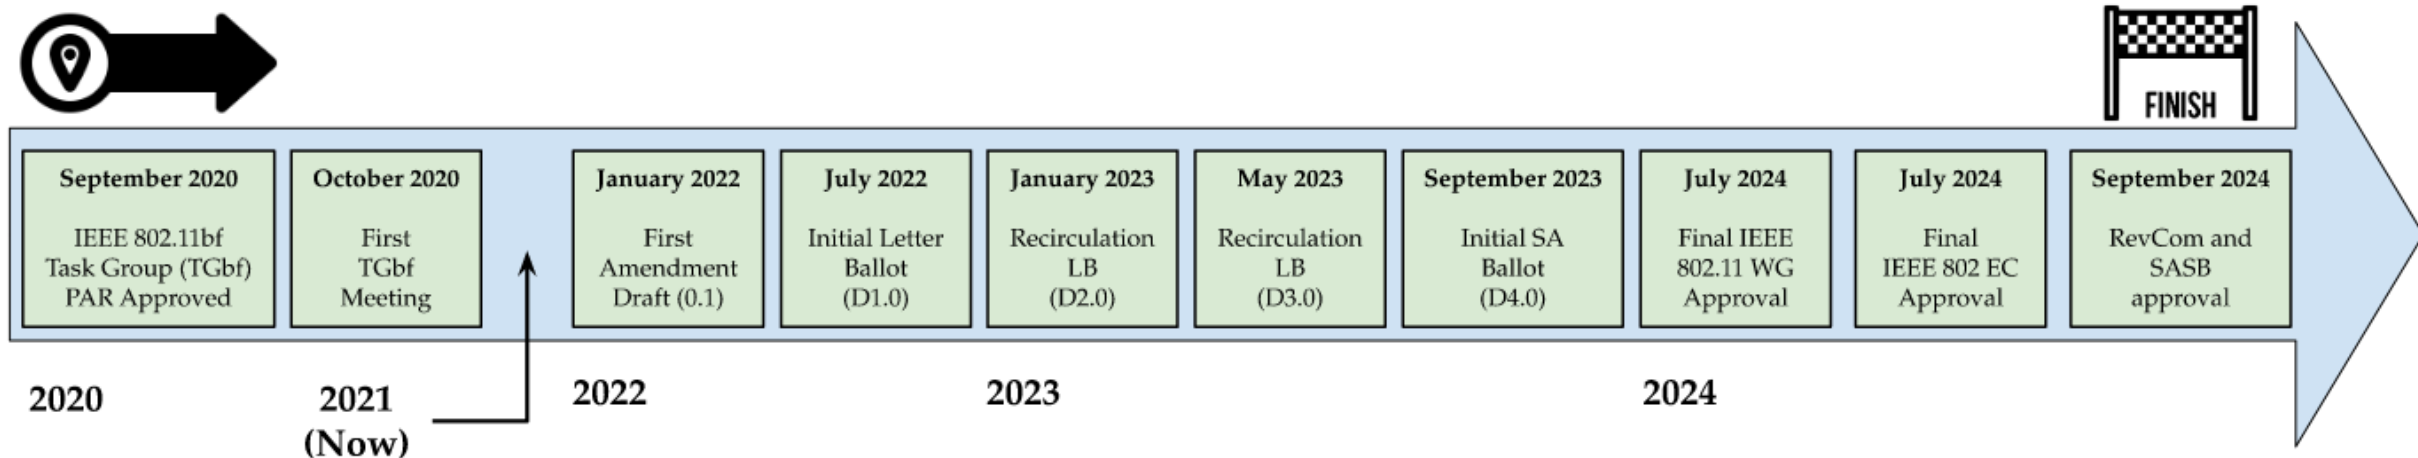 FINISH
September 2020
IEEE 802.11bf
Task Group (TGbf)
PAR Approved
October 2020
First
TGbf
Meeting
January 2022
First
Amendment
Draft (0.1)
July 2022
Initial Letter
Ballot
(D1.0)
January 2023
Recirculation
LB
(D2.0)
May 2023
Recirculation
LB
(D3.0)
September 2023
Initial SA
Ballot
(D4.0)
July 2024
Final IEEE
802.11 WG
Approval
July 2024
Final
IEEE 802 EC
Approval
September 2024
RevCom and
SASB
approval
2020
2021
(Now)
2022
2023
2024